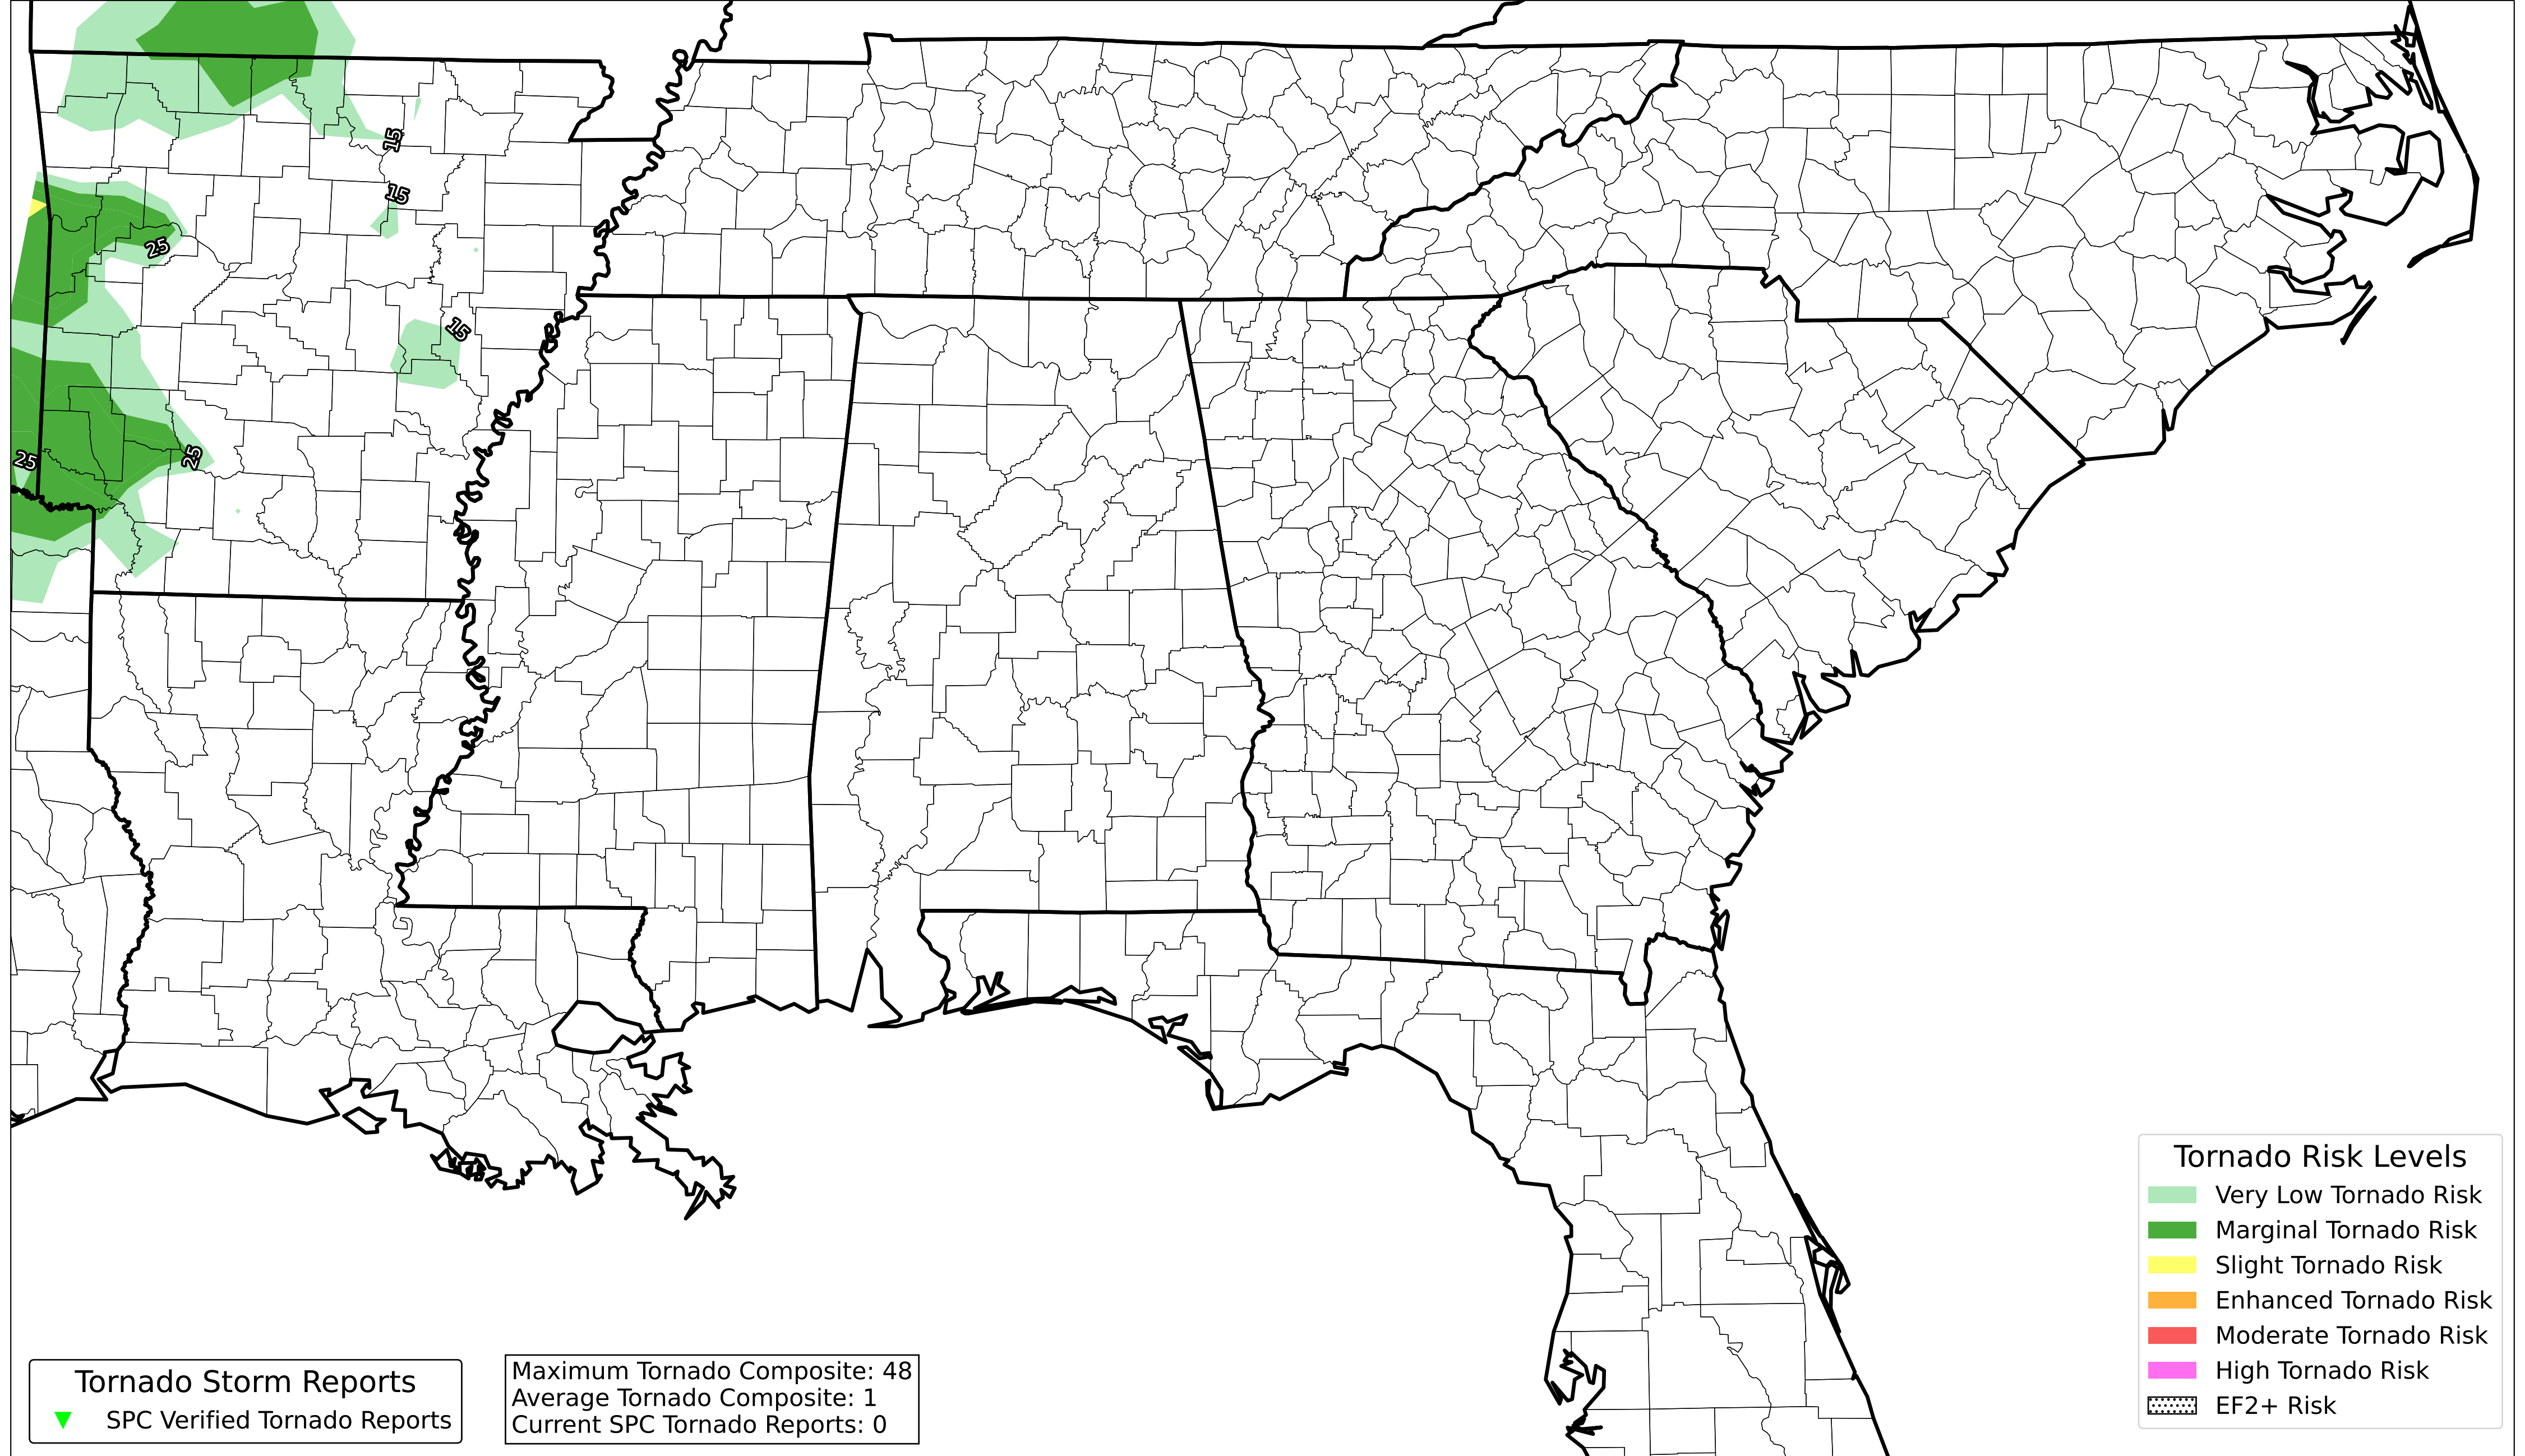 15
15
25
15
25
25
Tornado Risk Levels
Very Low Tornado Risk
Marginal Tornado Risk
Slight Tornado Risk
Enhanced Tornado Risk
Moderate Tornado Risk
High Tornado Risk
EF2+ Risk
Tornado Storm Reports
SPC Verified Tornado Reports
Maximum Tornado Composite: 48
Average Tornado Composite: 1
Current SPC Tornado Reports: 0